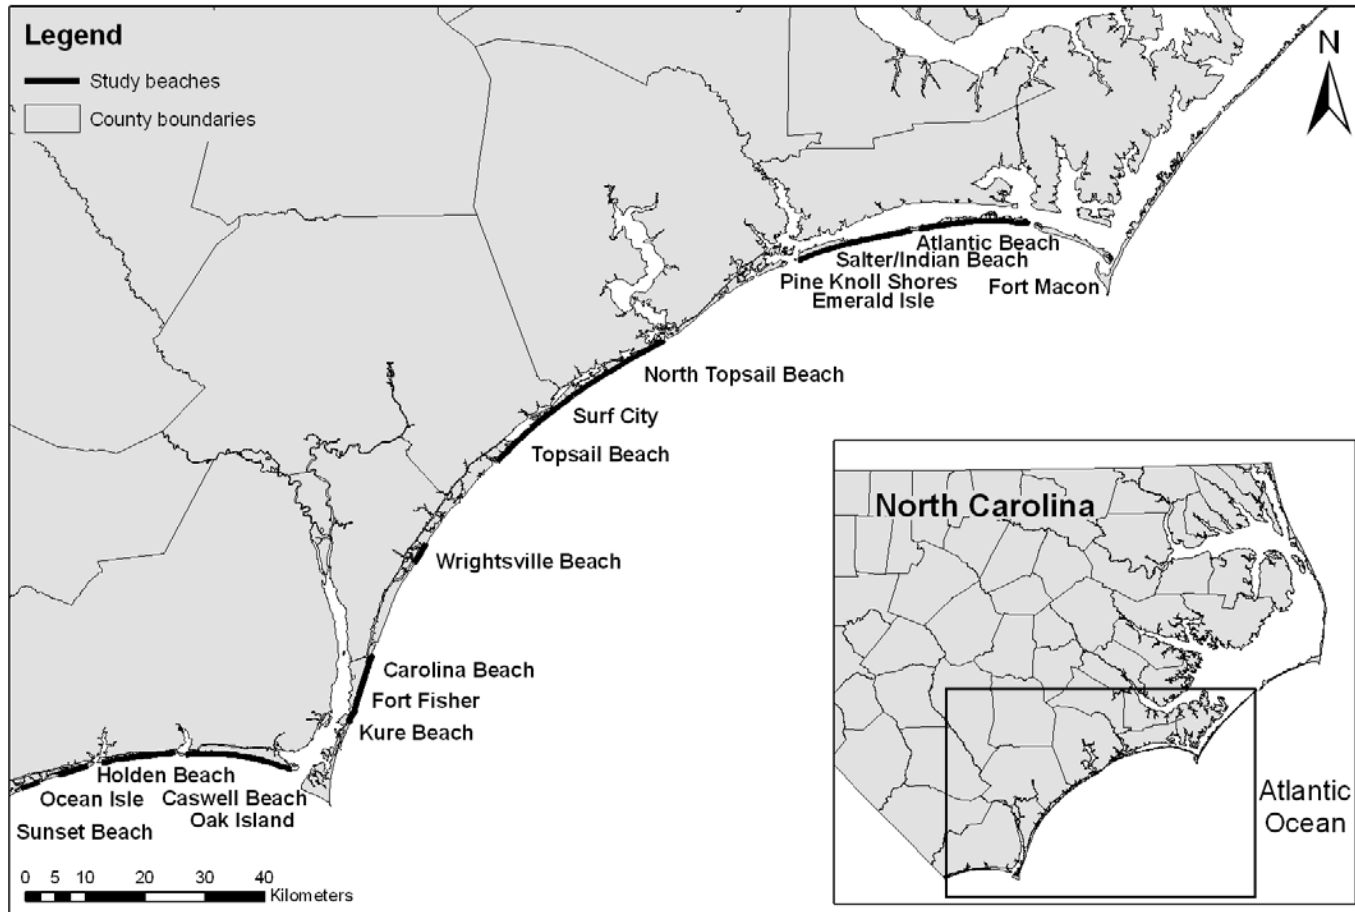 Legend
Study beaches
County boundaries
N
Atlantic Beach
Salter/Indian Beach
Pine Knoll Shores
Fort Macon
Emerald Isle
North Topsail Beach
Surf City
Topsail Beach
Wrightsville Beach
Carolina Beach
Fort Fisher
Kure Beach
Holden Beach
Ocean Isle
Caswell Beach
Oak Island
Sunset Beach
0 5 10 20 30 40
Kilometers
North Carolina
Atlantic
Ocean